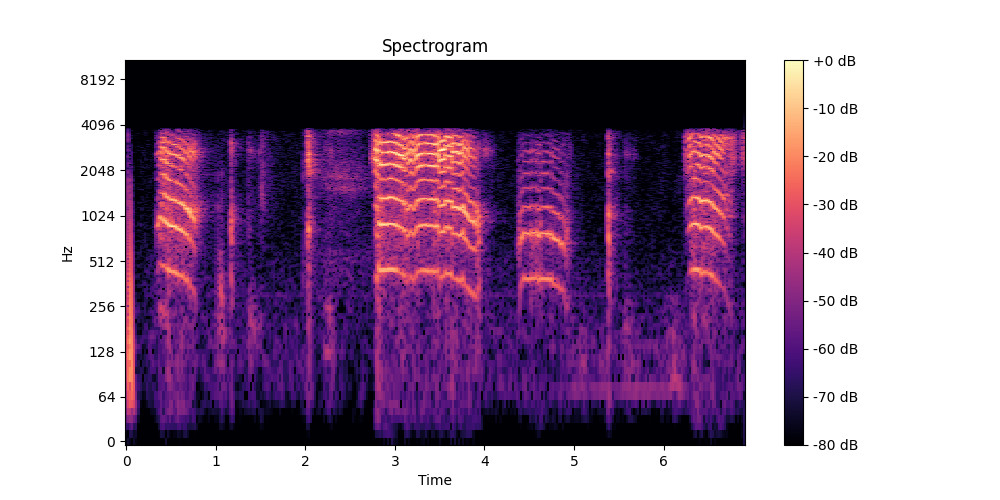 Spectrogram
Hz
8192
4096
2048
1024
512
256
128
64
0
0 1 2 3 4 5 6
Time
+0 dB
-10 dB
-20 dB
-30 dB
-40 dB
-50 dB
-60 dB
-70 dB
-80 dB